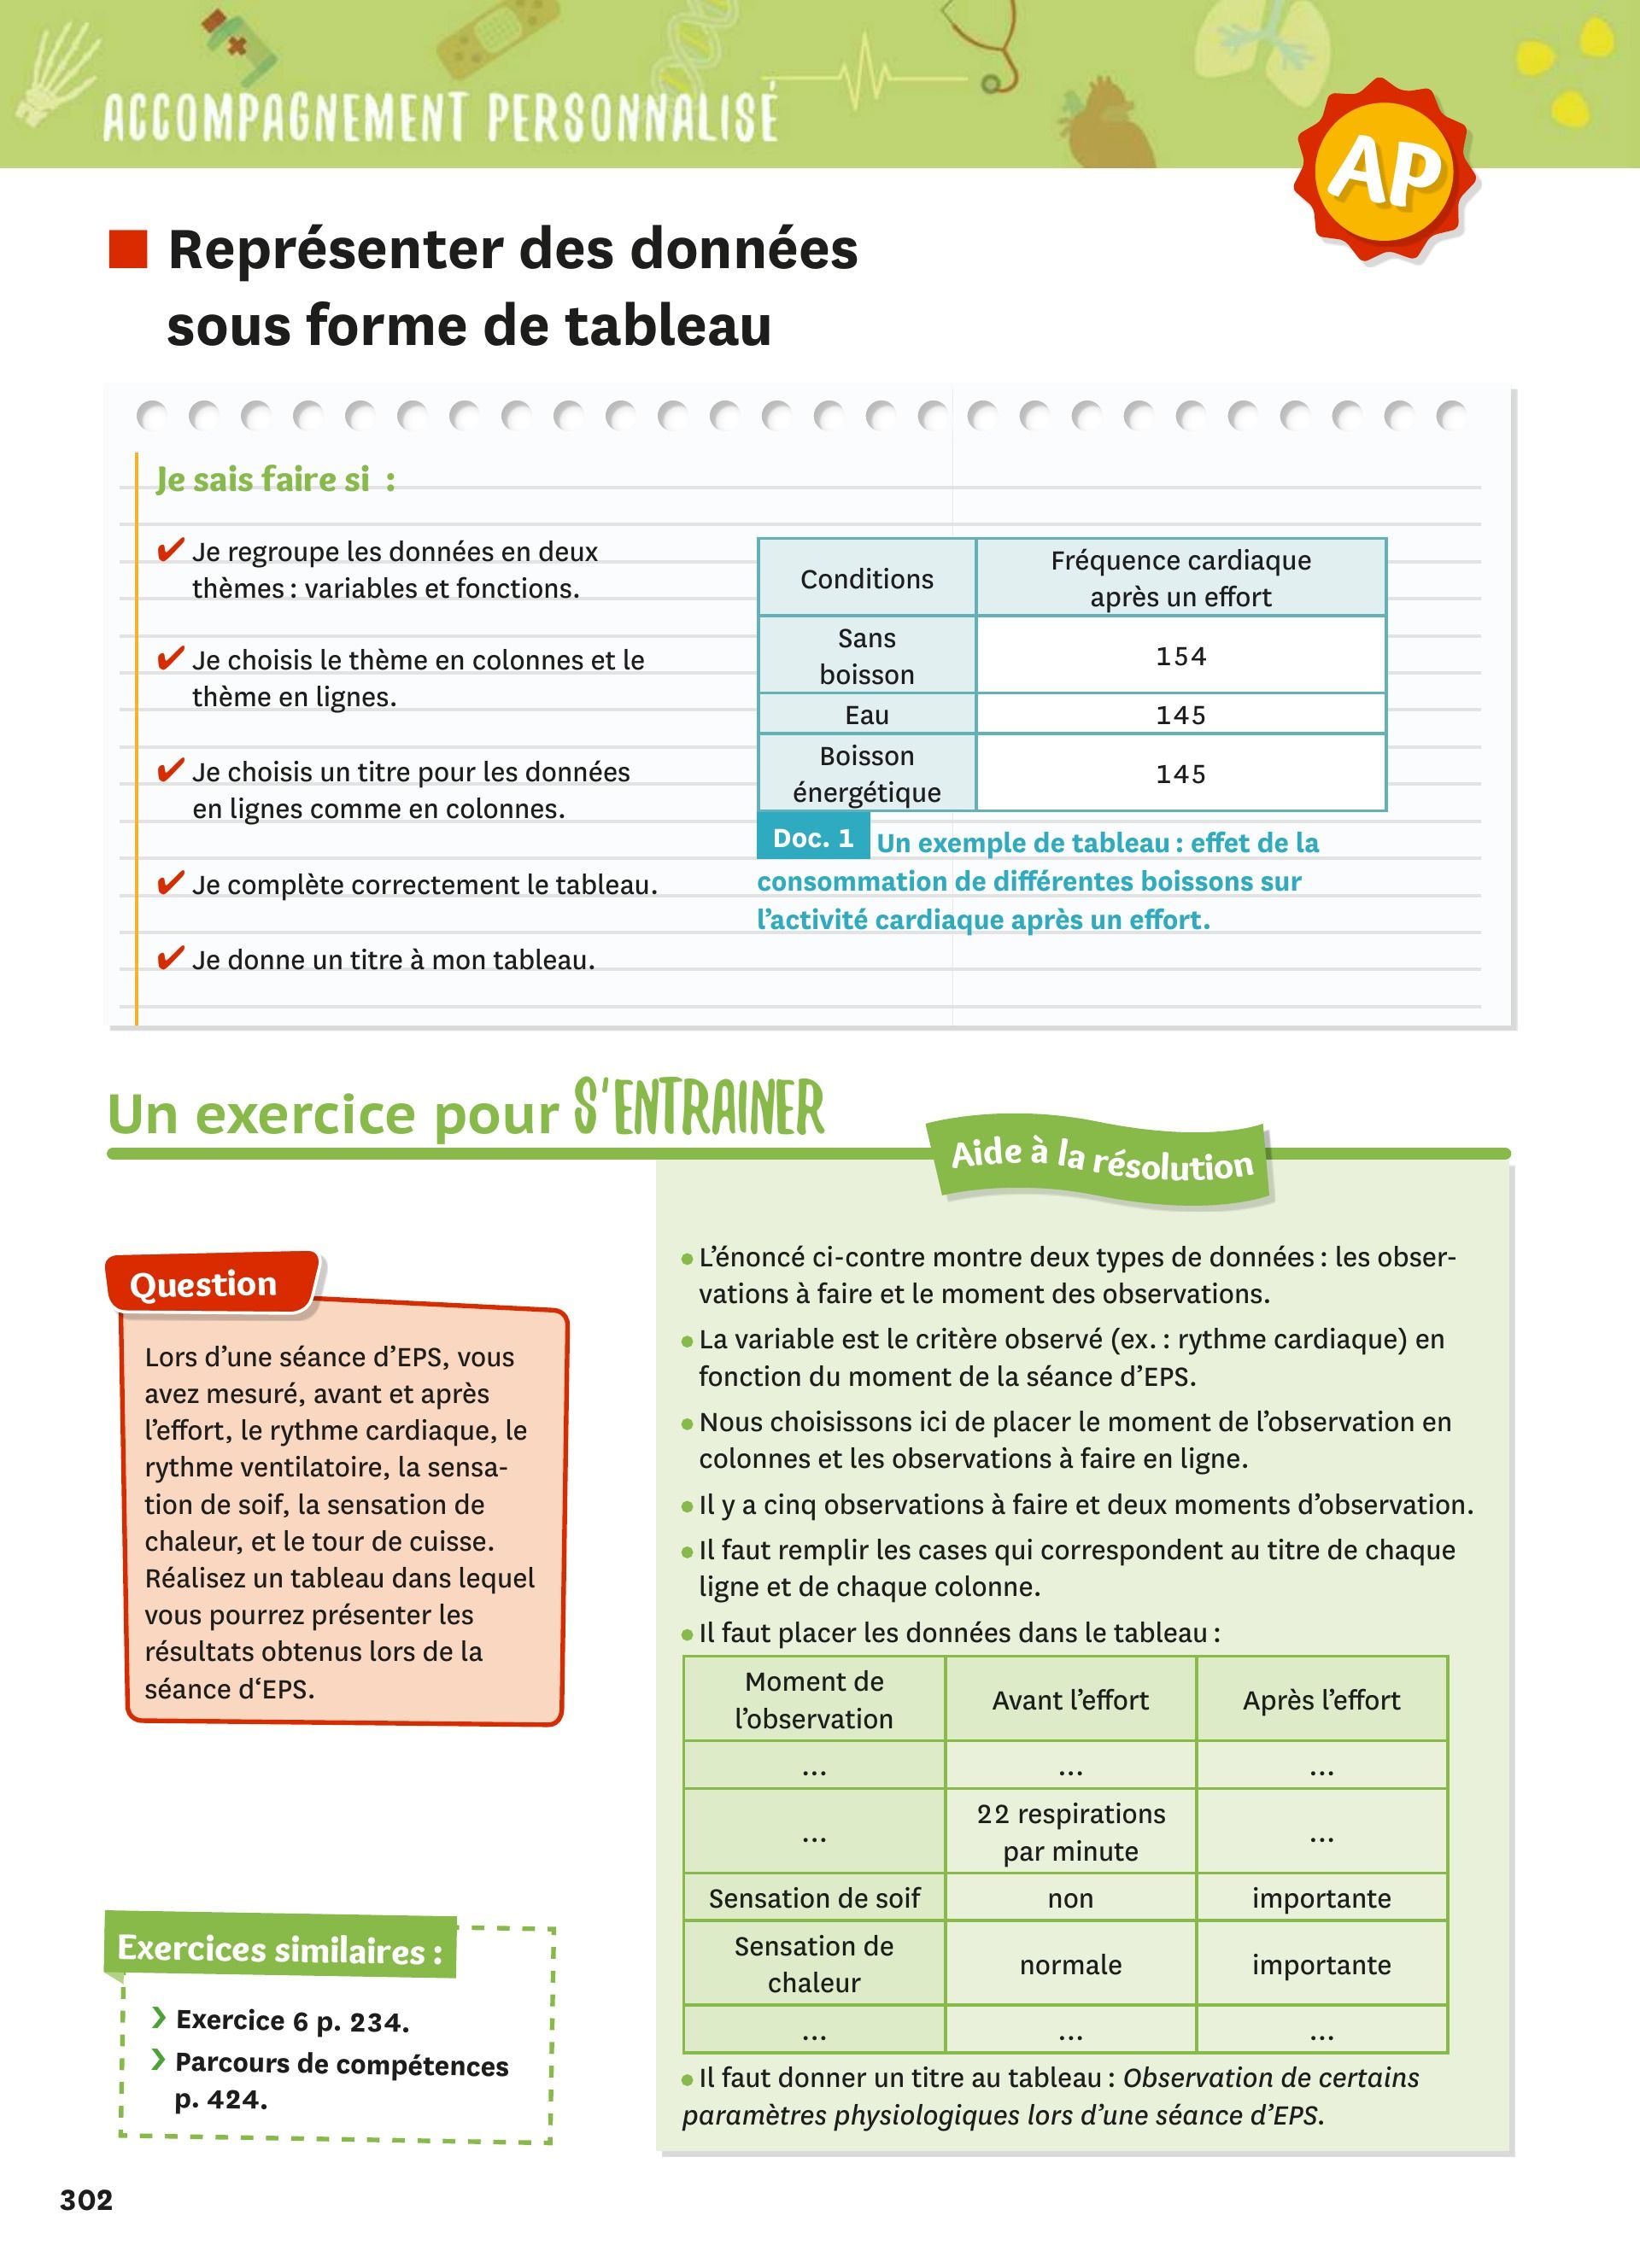 ACCOMPAGNEMENT PERSONNALISÉ
AP
Représenter des données
sous forme de tableau
Je sais faire si :
✔ Je regroupe les données en deux
thèmes : variables et fonctions.
✔ Je choisis le thème en colonnes et le
thème en lignes.
✔ Je choisis un titre pour les données
en lignes comme en colonnes.
✔ Je complète correctement le tableau.
✔ Je donne un titre à mon tableau.
Conditions
Fréquence cardiaque
après un effort
Sans
boisson
154
Eau
145
Boisson
énergétique
145
Doc. 1 Un exemple de tableau : effet de la
consommation de différentes boissons sur
l’activité cardiaque après un effort.
Un exercice pour S'ENTRAINER
Question
Lors d’une séance d’EPS, vous
avez mesuré, avant et après
l’effort, le rythme cardiaque, le
rythme ventilatoire, la sensa-
tion de soif, la sensation de
chaleur, et le tour de cuisse.
Réalisez un tableau dans lequel
vous pourrez présenter les
résultats obtenus lors de la
séance d‘EPS.
Exercices similaires :
› Exercice 6 p. 234.
› Parcours de compétences
p. 424.
Aide à la résolution
• L’énoncé ci-contre montre deux types de données : les obser-
vations à faire et le moment des observations.
• La variable est le critère observé (ex. : rythme cardiaque) en
fonction du moment de la séance d’EPS.
• Nous choisissons ici de placer le moment de l’observation en
colonnes et les observations à faire en ligne.
• Il y a cinq observations à faire et deux moments d’observation.
• Il faut remplir les cases qui correspondent au titre de chaque
ligne et de chaque colonne.
• Il faut placer les données dans le tableau :
Moment de
l’observation
Avant l’effort
Après l’effort
...
...
...
...
22 respirations
par minute
...
Sensation de soif
non
importante
Sensation de
chaleur
normale
importante
...
...
...
• Il faut donner un titre au tableau : Observation de certains
paramètres physiologiques lors d’une séance d’EPS.
302